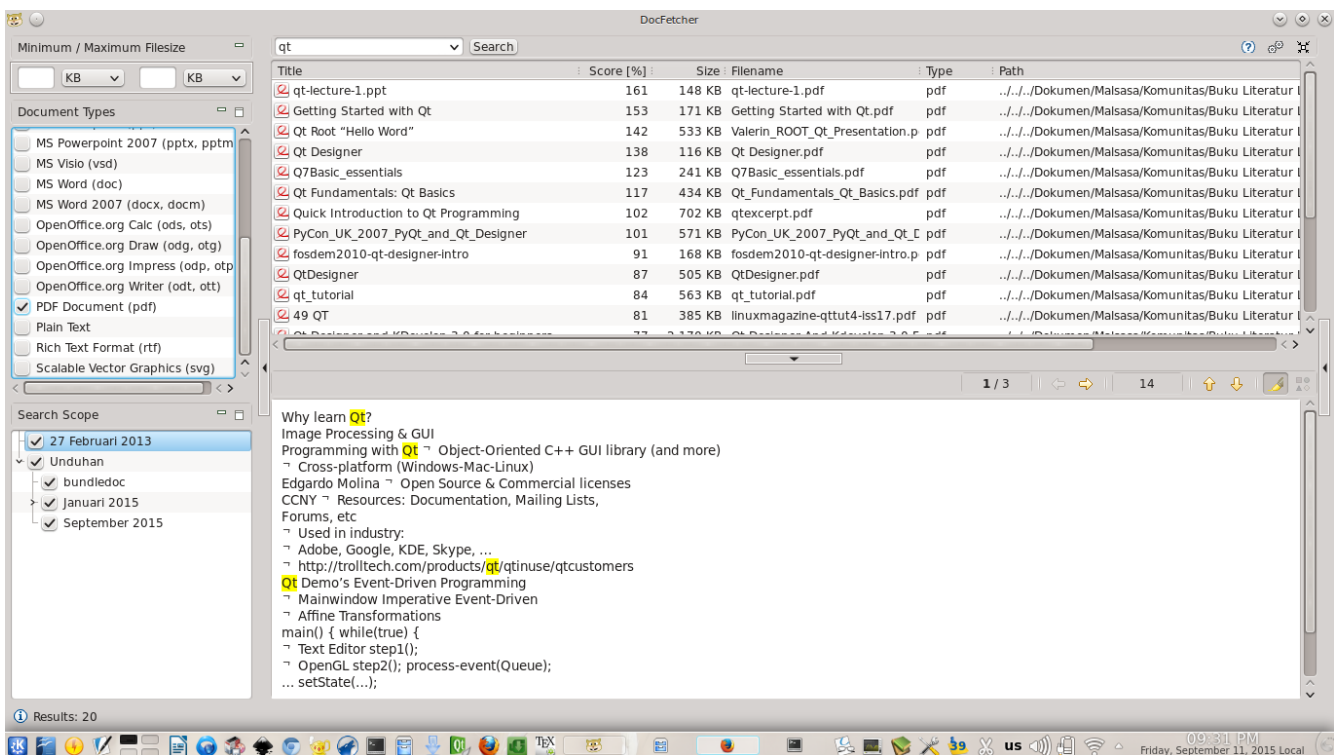 DocFetcher
Minimum / Maximum Filesize
KB KB
Document Types
MS Powerpoint 2007 (pptx, pptm
MS Visio (vsd)
MS Word (doc)
MS Word 2007 (docx, docm)
OpenOffice.org Calc (ods, ots)
OpenOffice.org Draw (odg, otg)
OpenOffice.org Impress (odp, otp
OpenOffice.org Writer (odt, ott)
PDF Document (pdf)
Plain Text
Rich Text Format (rtf)
Scalable Vector Graphics (svg)
Search Scope
27 Februari 2013
Unduhan
bundledoc
Januari 2015
September 2015
qt Search
Title Score [%] Size Filename Type Path
qt-lecture-1.ppt 161 148 KB qt-lecture-1.pdf pdf ../../../Dokumen/Malsasa/Komunitas/Buku Literatur L
Getting Started with Qt 153 171 KB Getting Started with Qt.pdf pdf ../../../Dokumen/Malsasa/Komunitas/Buku Literatur L
Qt Root “Hello Word” 142 533 KB Valerin_ROOT_Qt_Presentation.p pdf ../../../Dokumen/Malsasa/Komunitas/Buku Literatur L
Qt Designer 138 116 KB Qt Designer.pdf pdf ../../../Dokumen/Malsasa/Komunitas/Buku Literatur L
Q7Basic_essentials 123 241 KB Q7Basic_essentials.pdf pdf ../../../Dokumen/Malsasa/Komunitas/Buku Literatur L
Qt Fundamentals: Qt Basics 117 434 KB Qt_Fundamentals_Qt_Basics.pdf pdf ../../../Dokumen/Malsasa/Komunitas/Buku Literatur L
Quick Introduction to Qt Programming 102 702 KB qtexcerpt.pdf pdf ../../../Dokumen/Malsasa/Komunitas/Buku Literatur L
PyCon_UK_2007_PyQt_and_Qt_Designer 101 571 KB PyCon_UK_2007_PyQt_and_Qt_D pdf ../../../Dokumen/Malsasa/Komunitas/Buku Literatur L
fosdem2010-qt-designer-intro 91 168 KB fosdem2010-qt-designer-intro.p pdf ../../../Dokumen/Malsasa/Komunitas/Buku Literatur L
QtDesigner 87 505 KB QtDesigner.pdf pdf ../../../Dokumen/Malsasa/Komunitas/Buku Literatur L
qt_tutorial 84 563 KB qt_tutorial.pdf pdf ../../../Dokumen/Malsasa/Komunitas/Buku Literatur L
49 QT 81 385 KB linuxmagazine-qttut4-iss17.pdf pdf ../../../Dokumen/Malsasa/Komunitas/Buku Literatur L
1 / 3 14
Why learn Qt?
Image Processing & GUI
Programming with Qt ¬ Object-Oriented C++ GUI library (and more)
¬ Cross-platform (Windows-Mac-Linux)
Edgardo Molina ¬ Open Source & Commercial licenses
CCNY ¬ Resources: Documentation, Mailing Lists,
Forums, etc
¬ Used in industry:
¬ Adobe, Google, KDE, Skype, …
¬ http://trolltech.com/products/qt/qtinuse/qtcustomers
Qt Demo’s Event-Driven Programming
¬ Mainwindow Imperative Event-Driven
¬ Affine Transformations
main() { while(true) {
¬ Text Editor step1();
¬ OpenGL step2(); process-event(Queue);
… setState(…);
Results: 20
us
09:31 PM
Friday, September 11, 2015 Local